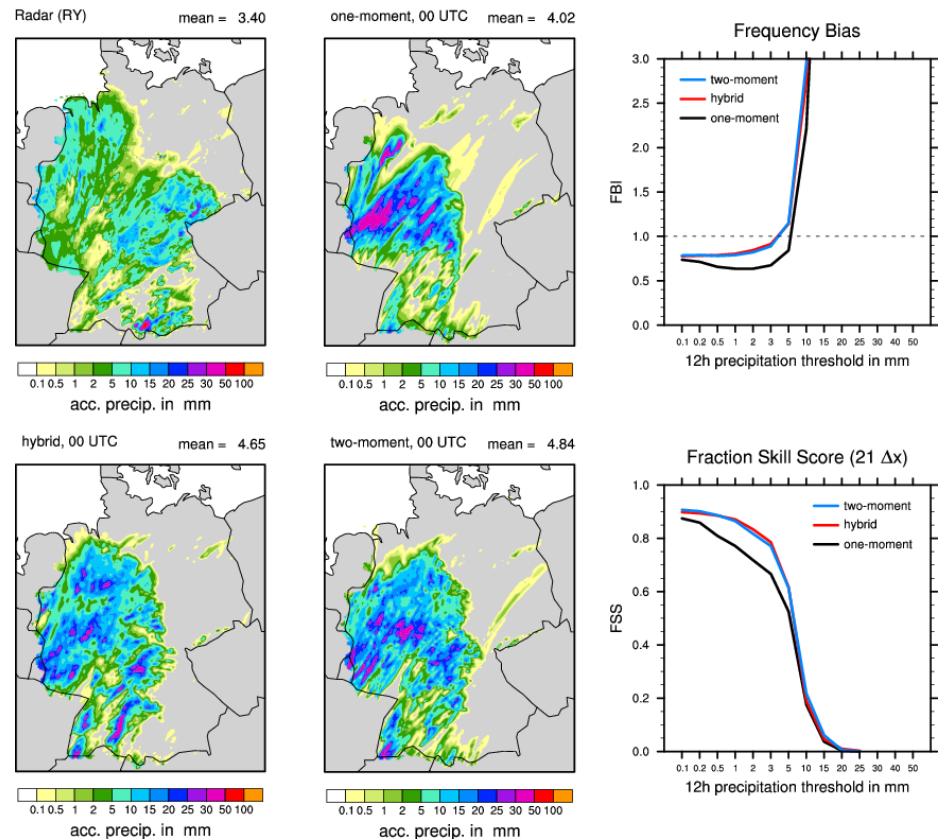 Radar (RY) mean = 3.40
0.1 0.5 1 2 5 10 15 20 25 30 50 100
acc. precip. in mm
one-moment, 00 UTC mean = 4.02
0.1 0.5 1 2 5 10 15 20 25 30 50 100
acc. precip. in mm
Frequency Bias
3.0
2.5
2.0
1.5
1.0
0.5
0.0
FBI
two-moment
hybrid
one-moment
0.1 0.2 0.5 1 2 3 5 10 15 20 25 30 40 50
12h precipitation threshold in mm
hybrid, 00 UTC mean = 4.65
0.1 0.5 1 2 5 10 15 20 25 30 50 100
acc. precip. in mm
two-moment, 00 UTC mean = 4.84
0.1 0.5 1 2 5 10 15 20 25 30 50 100
acc. precip. in mm
Fraction Skill Score (21 Δx)
1.0
0.8
0.6
0.4
0.2
0.0
FSS
two-moment
hybrid
one-moment
0.1 0.2 0.5 1 2 3 5 10 15 20 25 30 40 50
12h precipitation threshold in mm